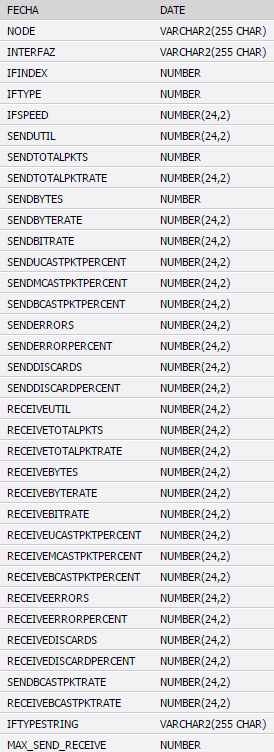 FECHA DATE
NODE VARCHAR2(255 CHAR)
INTERFAZ VARCHAR2(255 CHAR)
IFINDEX NUMBER
IFTYPE NUMBER
IFSPEED NUMBER(24,2)
SENDUTIL NUMBER(24,2)
SENDTOTALPKTS NUMBER
SENDTOTALPKTRATE NUMBER(24,2)
SENDBYTES NUMBER
SENDBYTERATE NUMBER(24,2)
SENDBITRATE NUMBER(24,2)
SENDUCASTPKTPERCENT NUMBER(24,2)
SENDMCASTPKTPERCENT NUMBER(24,2)
SENDBCASTPKTPERCENT NUMBER(24,2)
SENDERRORS NUMBER(24,2)
SENDERRORPERCENT NUMBER(24,2)
SENDDISCARDS NUMBER(24,2)
SENDDISCARDPERCENT NUMBER(24,2)
RECEIVEUTIL NUMBER(24,2)
RECEIVETOTALPKTS NUMBER(24,2)
RECEIVETOTALPKTRATE NUMBER(24,2)
RECEIVEBYTES NUMBER(24,2)
RECEIVEBYTERATE NUMBER(24,2)
RECEIVEBITRATE NUMBER(24,2)
RECEIVEUCASTPKTPERCENT NUMBER(24,2)
RECEIVEMCASTPKTPERCENT NUMBER(24,2)
RECEIVEBCASTPKTPERCENT NUMBER(24,2)
RECEIVEERRORS NUMBER(24,2)
RECEIVEERRORPERCENT NUMBER(24,2)
RECEIVEDISCARDS NUMBER(24,2)
RECEIVEDISCARDPERCENT NUMBER(24,2)
SENDBCASTPKTRATE NUMBER(24,2)
RECEIVEBCASTPKTRATE NUMBER(24,2)
IFTYPESTRING VARCHAR2(255 CHAR)
MAX_SEND_RECEIVE NUMBER